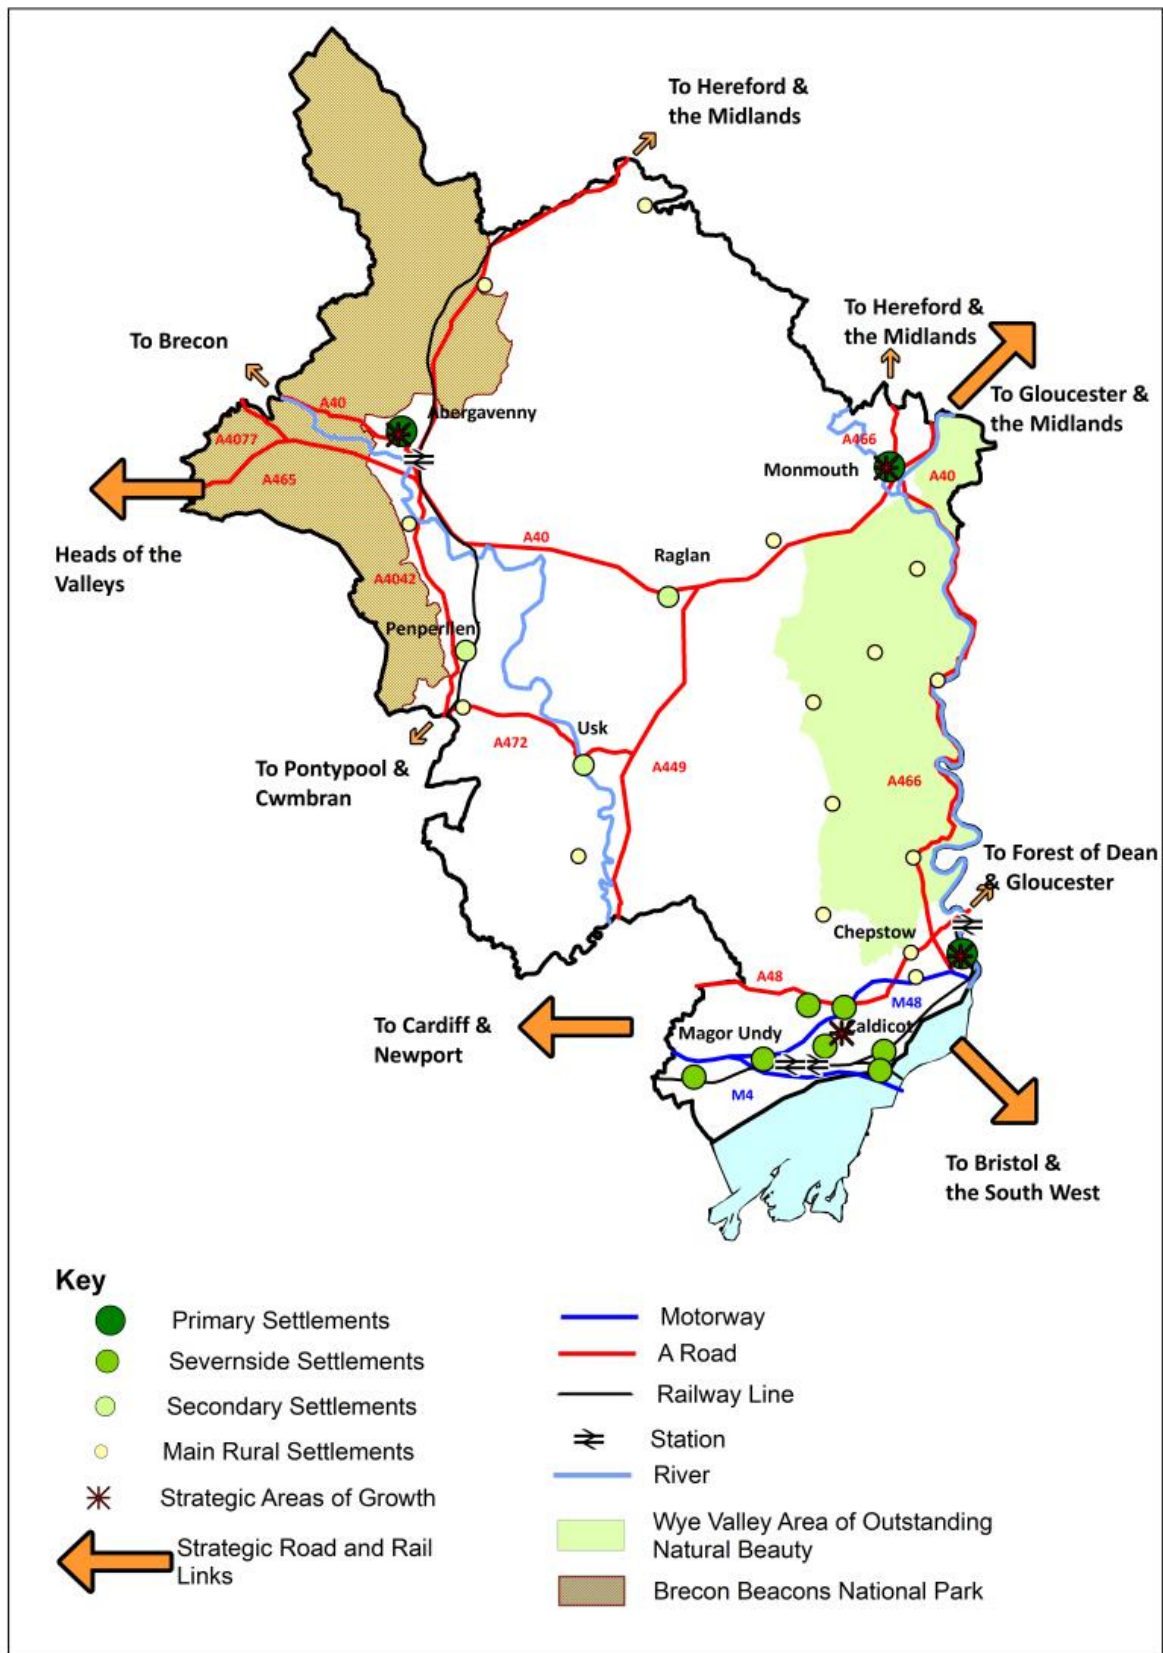 To Hereford &
the Midlands
To Hereford &
the Midlands
To Brecon
To Gloucester &
the Midlands
A40
Abergavenny
A4077
A466
Monmouth
A465
A40
Heads of the
Valleys
A40
Raglan
A4042
Penperllen
Usk
A472
To Pontypool &
Cwmbran
A449
A466
To Forest of Dean
& Gloucester
Chepstow
A48
M48
To Cardiff &
Newport
Magor Undy
Caldicot
M4
To Bristol &
the South West
Key
Primary Settlements
Severnside Settlements
Secondary Settlements
Main Rural Settlements
Strategic Areas of Growth
Strategic Road and Rail
Links
Motorway
A Road
Railway Line
Station
River
Wye Valley Area of Outstanding
Natural Beauty
Brecon Beacons National Park